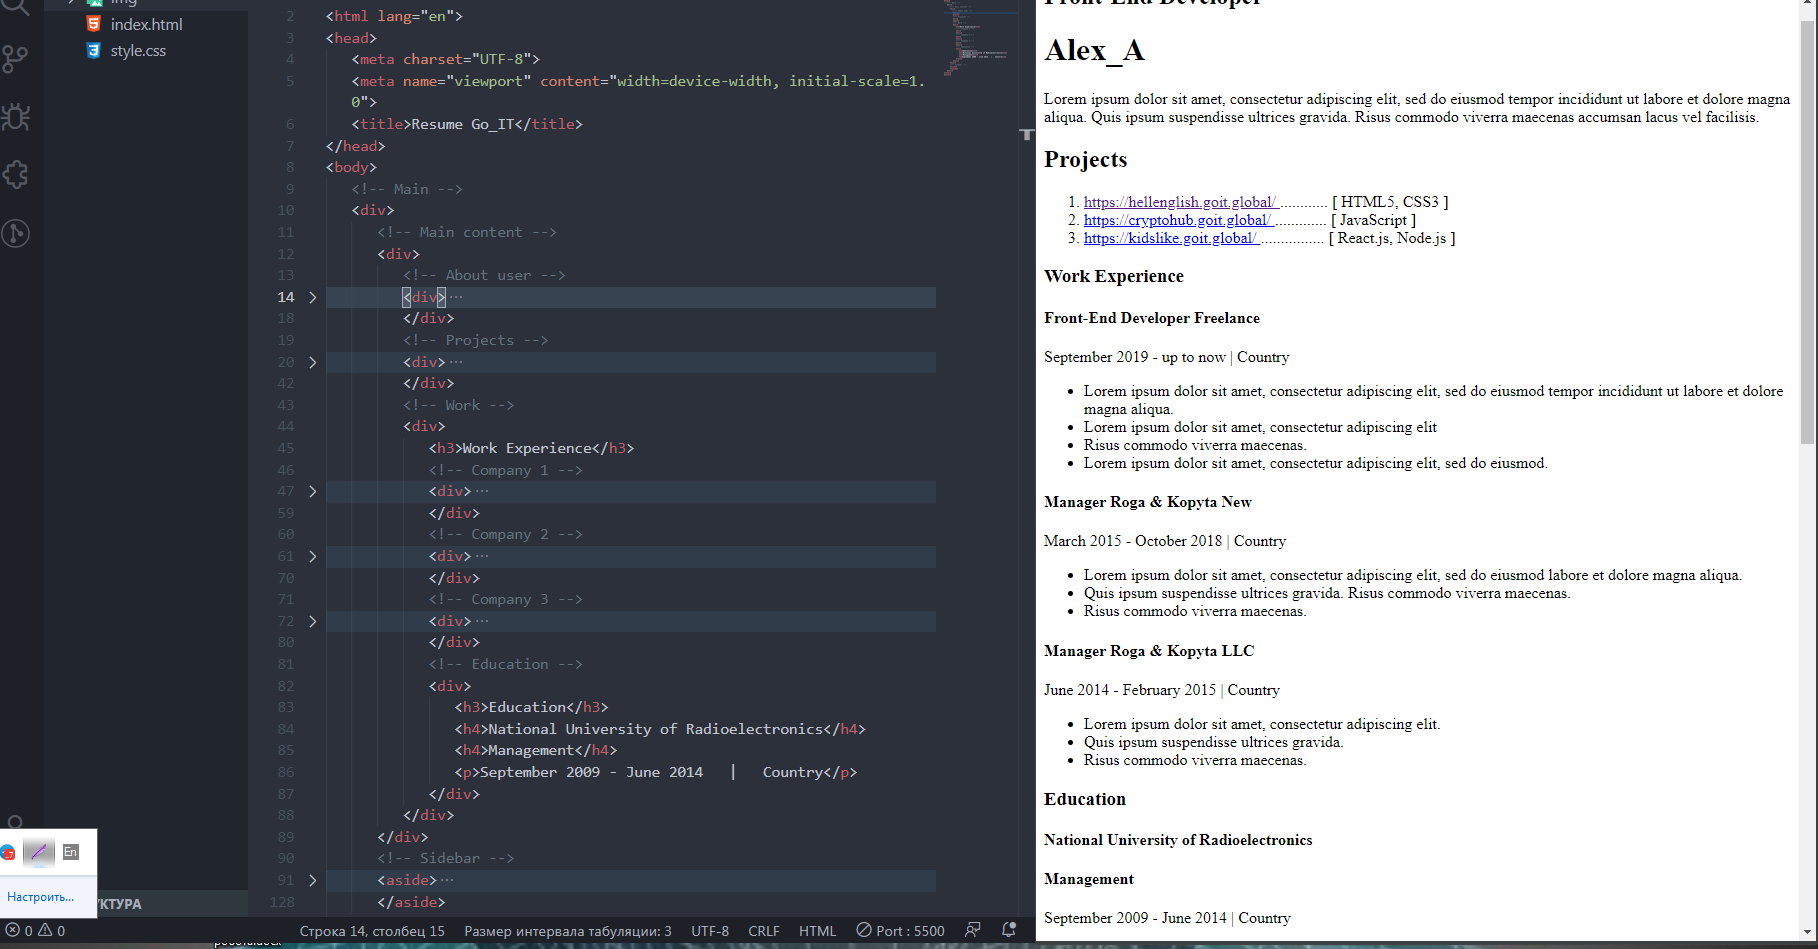 img
index.html
style.css
2 <html lang="en">
3 <head>
4 <meta charset="UTF-8">
5 <meta name="viewport" content="width=device-width, initial-scale=1.
0">
6 <title>Resume Go_IT</title>
7 </head>
8 <body>
9 <!-- Main -->
10 <div>
11 <!-- Main content -->
12 <div>
13 <!-- About user -->
14 <div>···
18 </div>
19 <!-- Projects -->
20 <div>···
42 </div>
43 <!-- Work -->
44 <div>
45 <h3>Work Experience</h3>
46 <!-- Company 1 -->
47 <div>···
59 </div>
60 <!-- Company 2 -->
61 <div>···
70 </div>
71 <!-- Company 3 -->
72 <div>···
80 </div>
81 <!-- Education -->
82 <div>
83 <h3>Education</h3>
84 <h4>National University of Radioelectronics</h4>
85 <h4>Management</h4>
86 <p>September 2009 - June 2014 | Country</p>
87 </div>
88 </div>
89 </div>
90 <!-- Sidebar -->
91 <aside>···
128 </aside>
En
Настроить...
УКТУРА
0 0
Строка 14, столбец 15 Размер интервала табуляции: 3 UTF-8 CRLF HTML Port : 5500
Front-End Developer
Alex_A
Lorem ipsum dolor sit amet, consectetur adipiscing elit, sed do eiusmod tempor incididunt ut labore et dolore magna
aliqua. Quis ipsum suspendisse ultrices gravida. Risus commodo viverra maecenas accumsan lacus vel facilisis.
Projects
1. https://hellenglish.goit.global/ ............ [ HTML5, CSS3 ]
2. https://cryptohub.goit.global/ ............. [ JavaScript ]
3. https://kidslike.goit.global/ ................ [ React.js, Node.js ]
Work Experience
Front-End Developer Freelance
September 2019 - up to now | Country
• Lorem ipsum dolor sit amet, consectetur adipiscing elit, sed do eiusmod tempor incididunt ut labore et dolore
magna aliqua.
• Lorem ipsum dolor sit amet, consectetur adipiscing elit
• Risus commodo viverra maecenas.
• Lorem ipsum dolor sit amet, consectetur adipiscing elit, sed do eiusmod.
Manager Roga & Kopyta New
March 2015 - October 2018 | Country
• Lorem ipsum dolor sit amet, consectetur adipiscing elit, sed do eiusmod labore et dolore magna aliqua.
• Quis ipsum suspendisse ultrices gravida. Risus commodo viverra maecenas.
• Risus commodo viverra maecenas.
Manager Roga & Kopyta LLC
June 2014 - February 2015 | Country
• Lorem ipsum dolor sit amet, consectetur adipiscing elit.
• Quis ipsum suspendisse ultrices gravida.
• Risus commodo viverra maecenas.
Education
National University of Radioelectronics
Management
September 2009 - June 2014 | Country